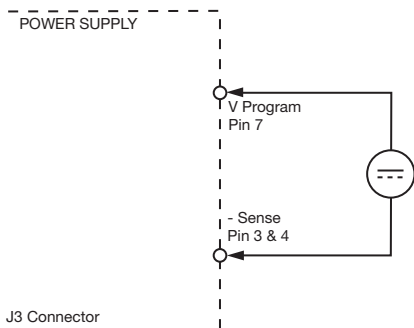 POWER SUPPLY
V Program
Pin 7
- Sense
Pin 3 & 4
J3 Connector